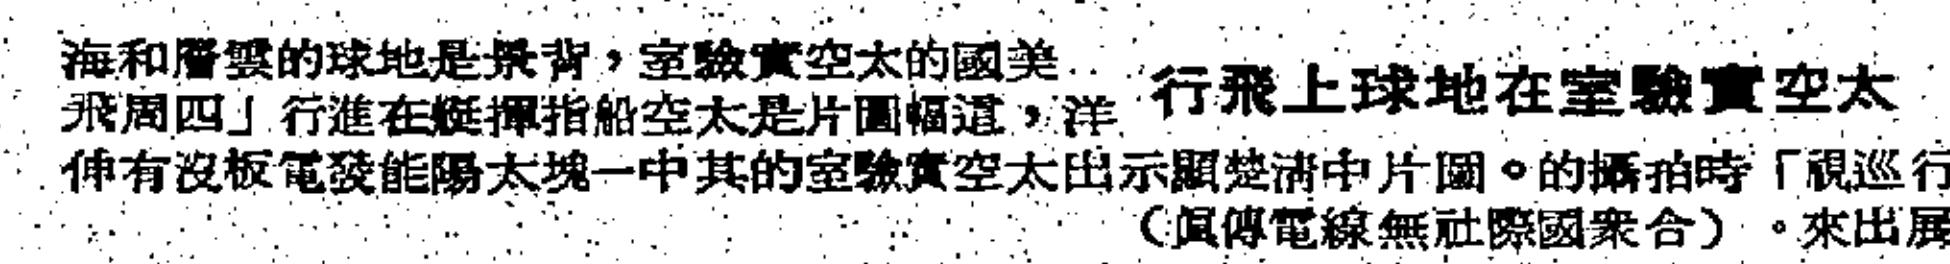 太空實驗室在地球上飛行
美國的太空實驗室，背景是地球的雲層和海
洋，這幅圖片是太空船指揮艇在進行「四周飛
行巡視」時拍攝的。圖片中清楚顯示出太空實驗室的其中一塊太陽能發電板沒有伸
展出來。（合衆國際社無線電傳眞）